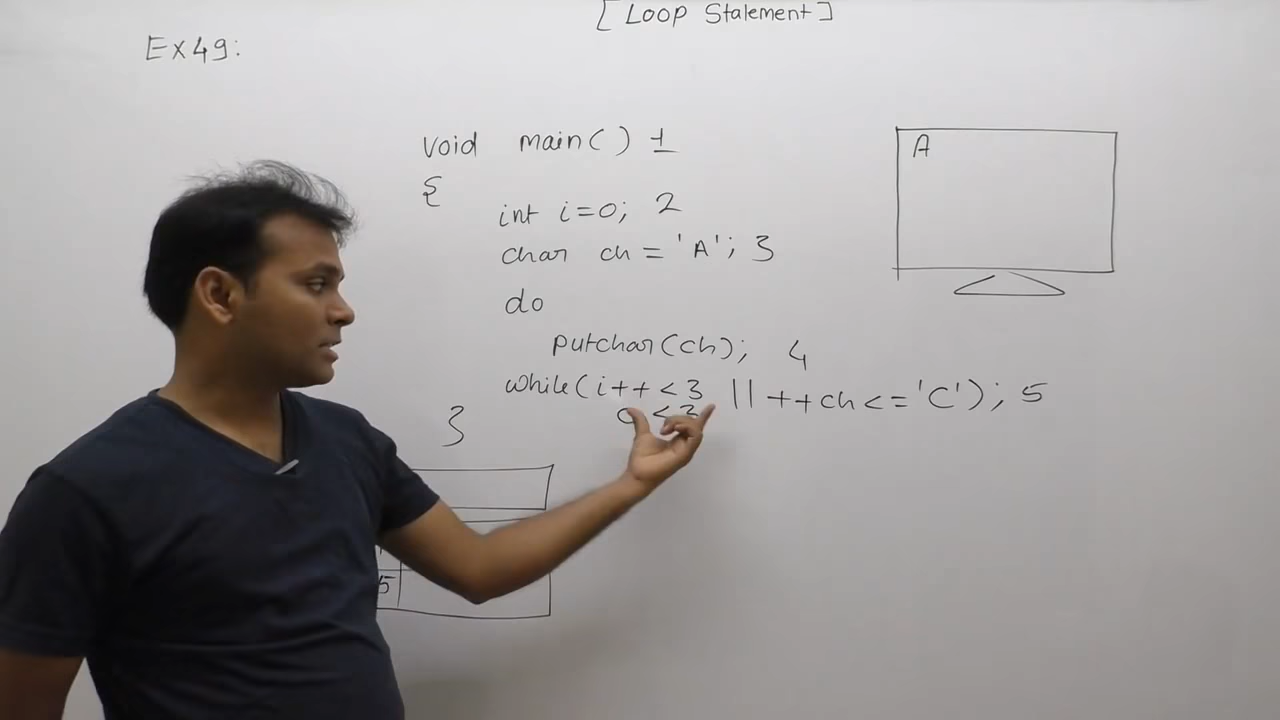 [Loop Statement]
Ex49:
void main() 1
{
int i=0; 2
char ch = 'A'; 3
do
putchar(ch); 4
while(i++<3 || ++ch<='C'); 5
0 <3
}
A
5